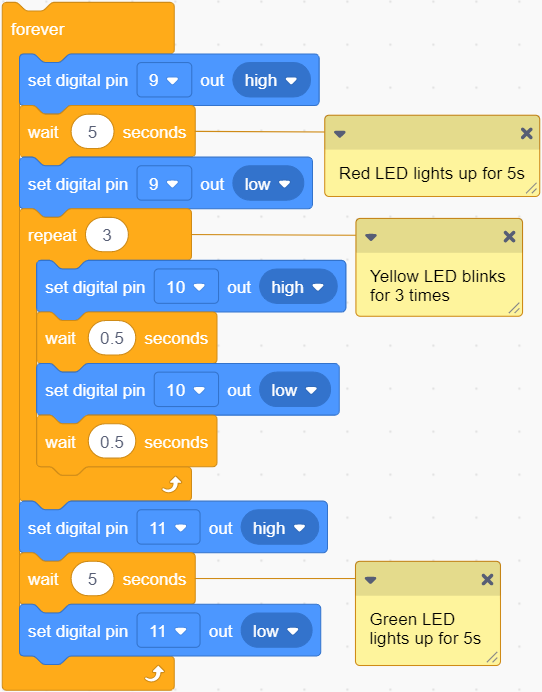 forever
set digital pin 9 out high
wait 5 seconds
Red LED lights up for 5s
set digital pin 9 out low
repeat 3
Yellow LED blinks
for 3 times
set digital pin 10 out high
wait 0.5 seconds
set digital pin 10 out low
wait 0.5 seconds
set digital pin 11 out high
wait 5 seconds
Green LED
lights up for 5s
set digital pin 11 out low